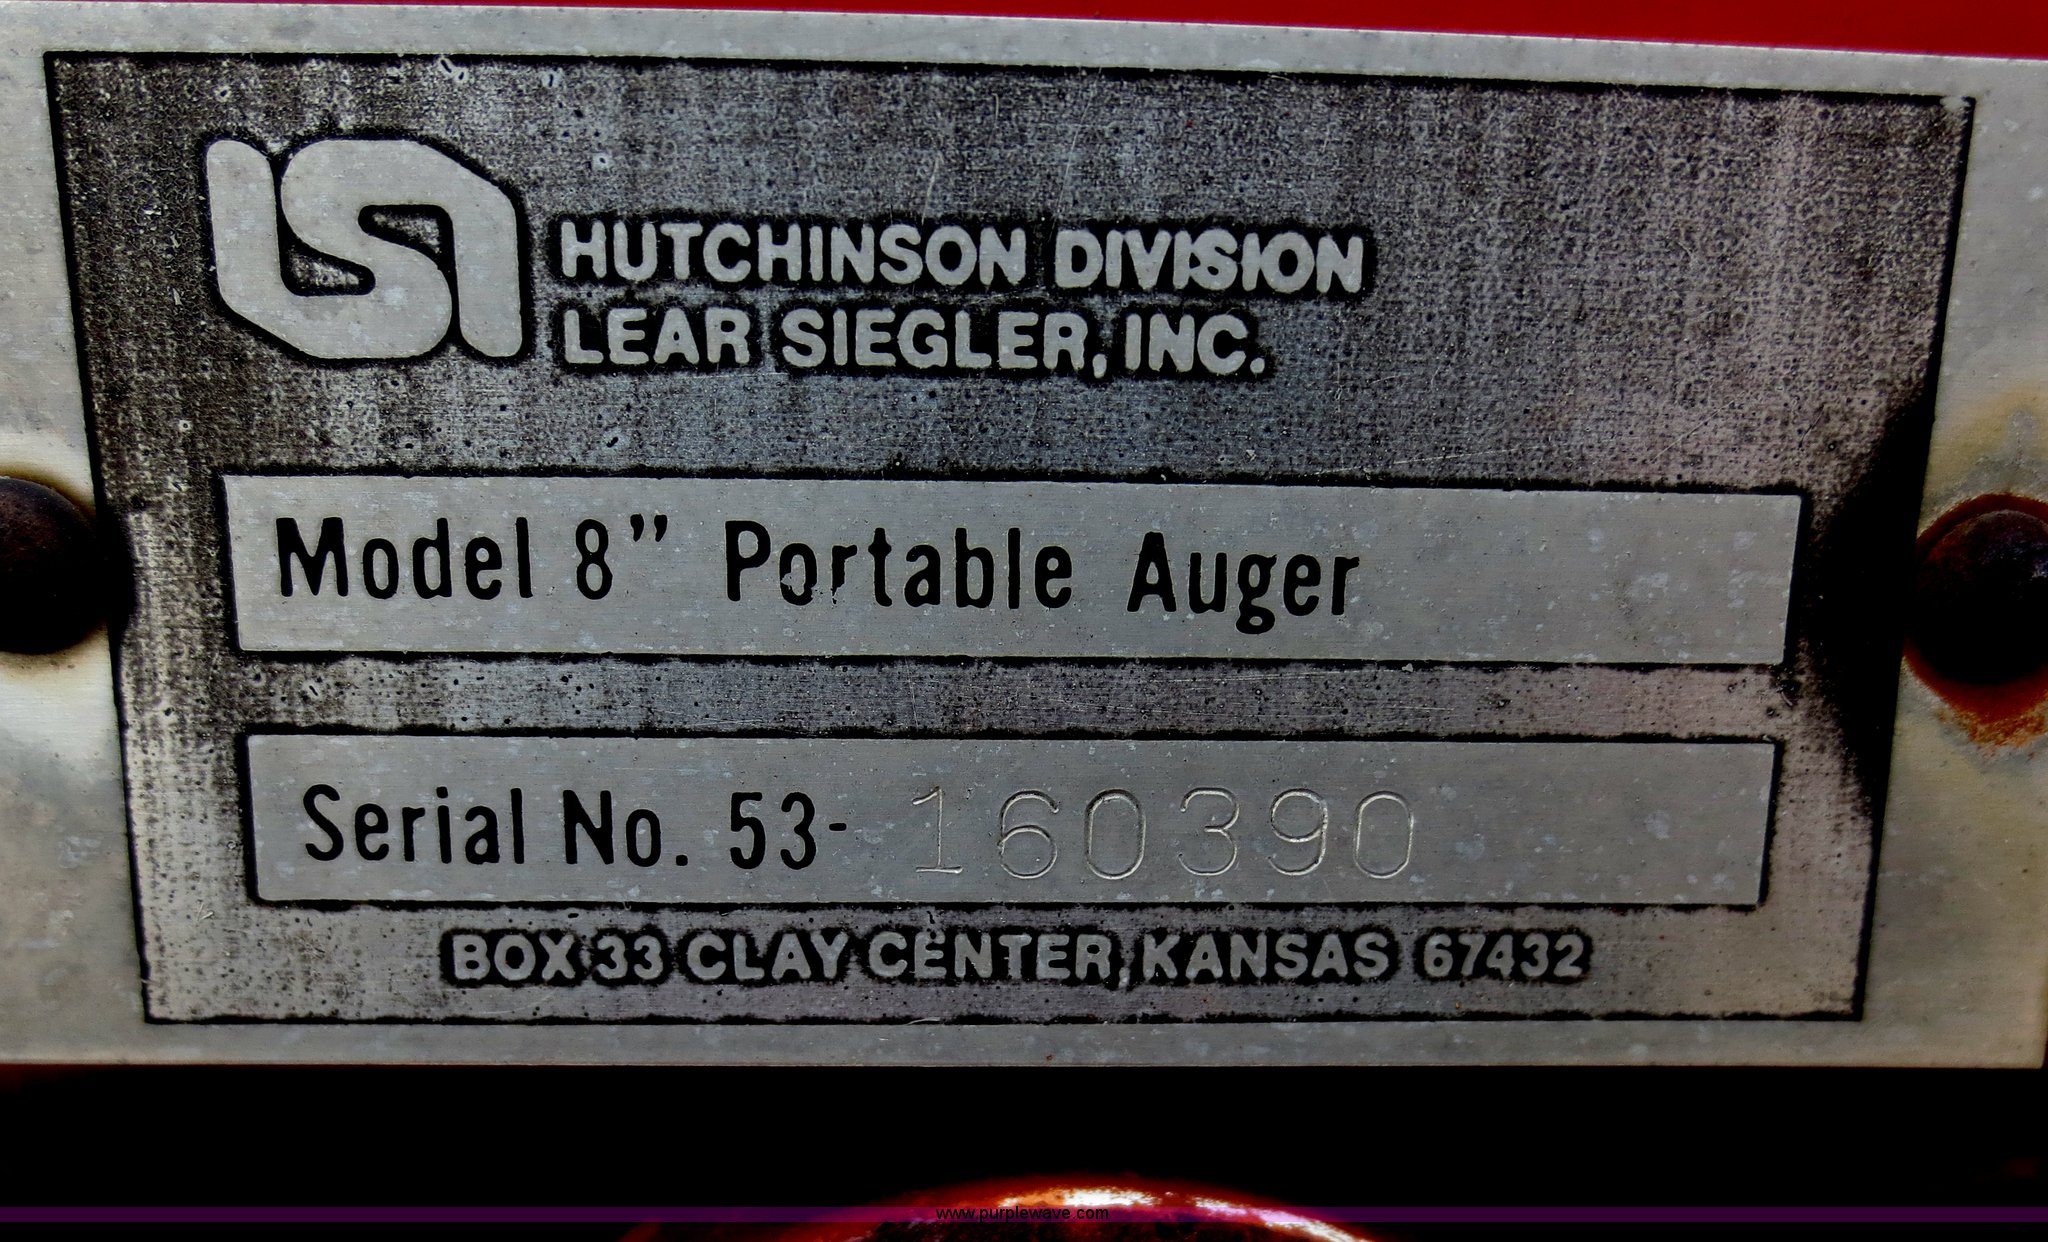 LSI
HUTCHINSON DIVISION
LEAR SIEGLER, INC.
Model 8" Portable Auger
Serial No. 53- 160390
BOX 33 CLAY CENTER, KANSAS 67432
www.purplewave.com